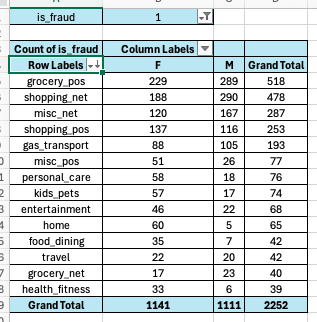 is_fraud 1
Count of is_fraud Column Labels
Row Labels F M Grand Total
grocery_pos 229 289 518
shopping_net 188 290 478
misc_net 120 167 287
shopping_pos 137 116 253
gas_transport 88 105 193
misc_pos 51 26 77
personal_care 58 18 76
kids_pets 57 17 74
entertainment 46 22 68
home 60 5 65
food_dining 35 7 42
travel 22 20 42
grocery_net 17 23 40
health_fitness 33 6 39
Grand Total 1141 1111 2252